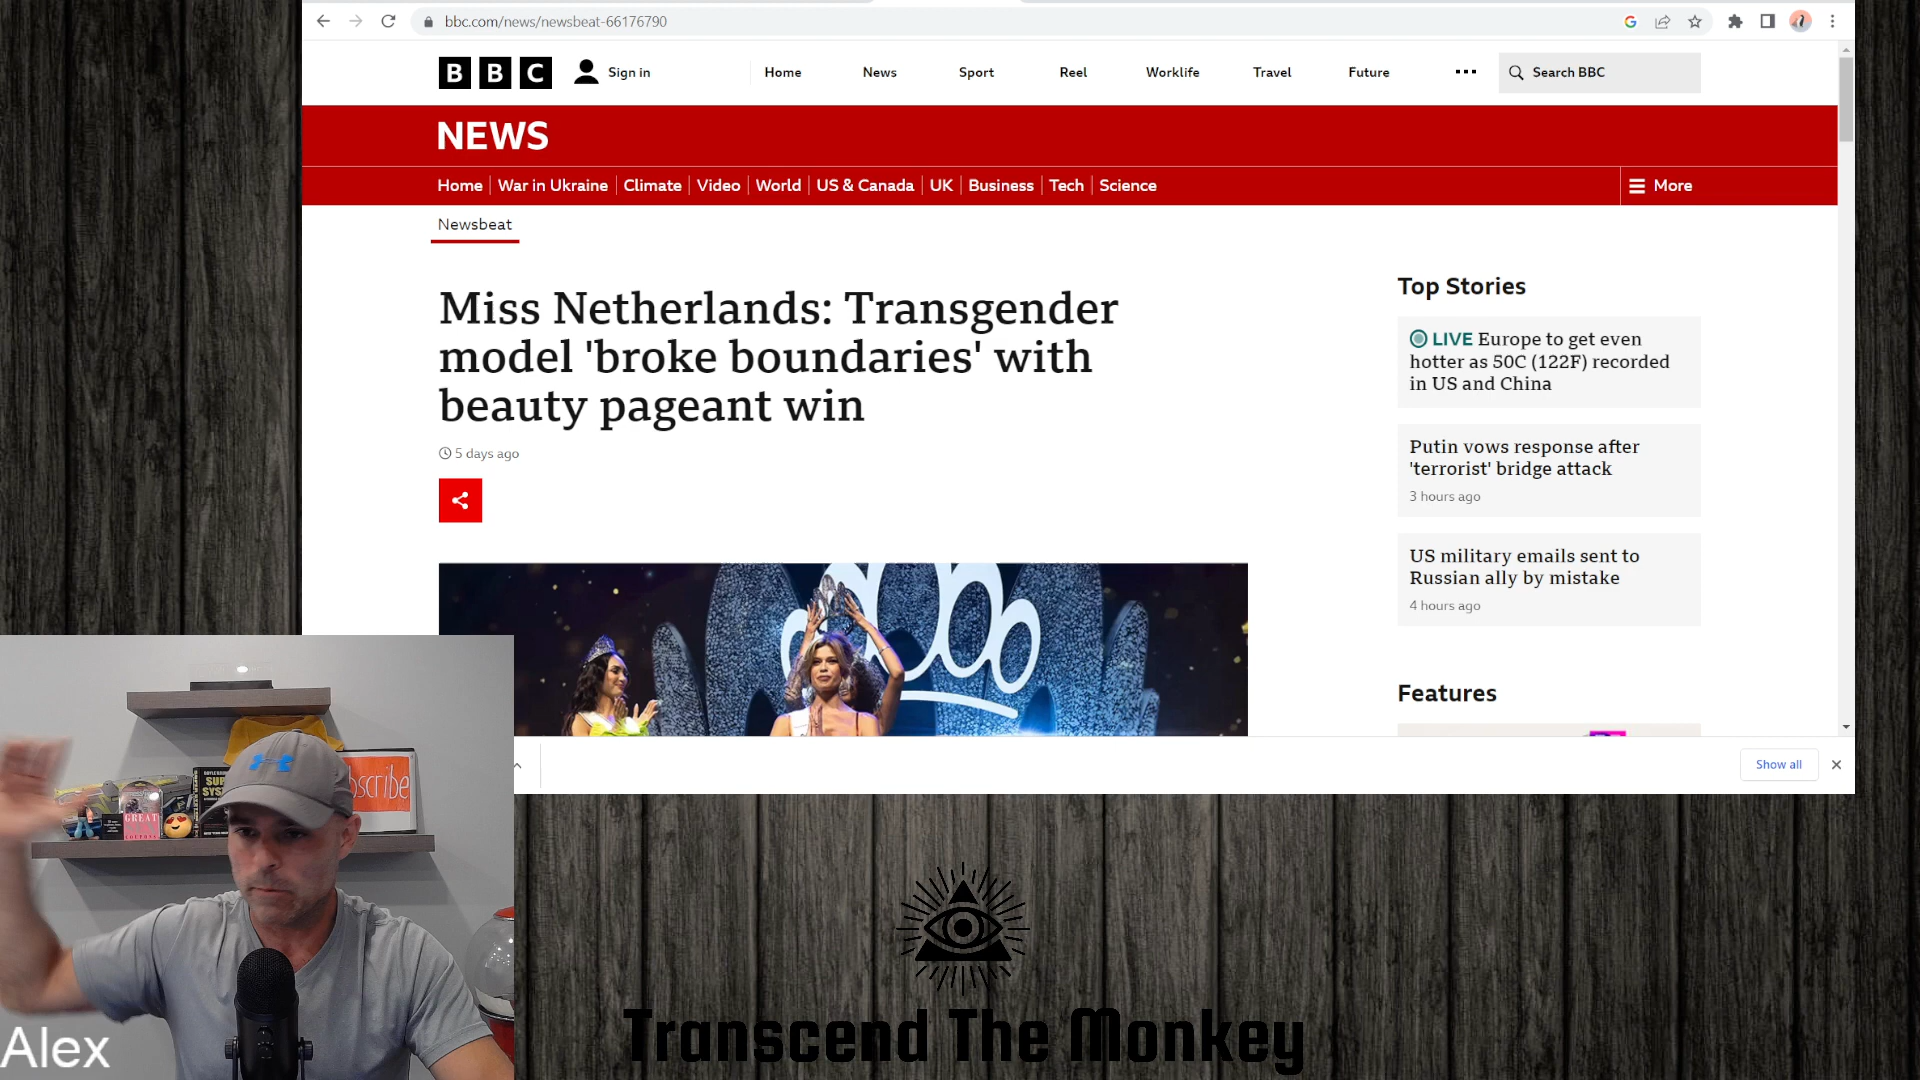 bbc.com/news/newsbeat-66176790
BBC
Sign in
Home
News
Sport
Reel
Worklife
Travel
Future
Search BBC
NEWS
Home
War in Ukraine
Climate
Video
World
US & Canada
UK
Business
Tech
Science
More
Newsbeat
Miss Netherlands: Transgender
model 'broke boundaries' with
beauty pageant win
5 days ago
Top Stories
LIVE Europe to get even
hotter as 50C (122F) recorded
in US and China
Putin vows response after
'terrorist' bridge attack
3 hours ago
US military emails sent to
Russian ally by mistake
4 hours ago
Features
Show all
GREAT
Alex
Transcend The Monkey